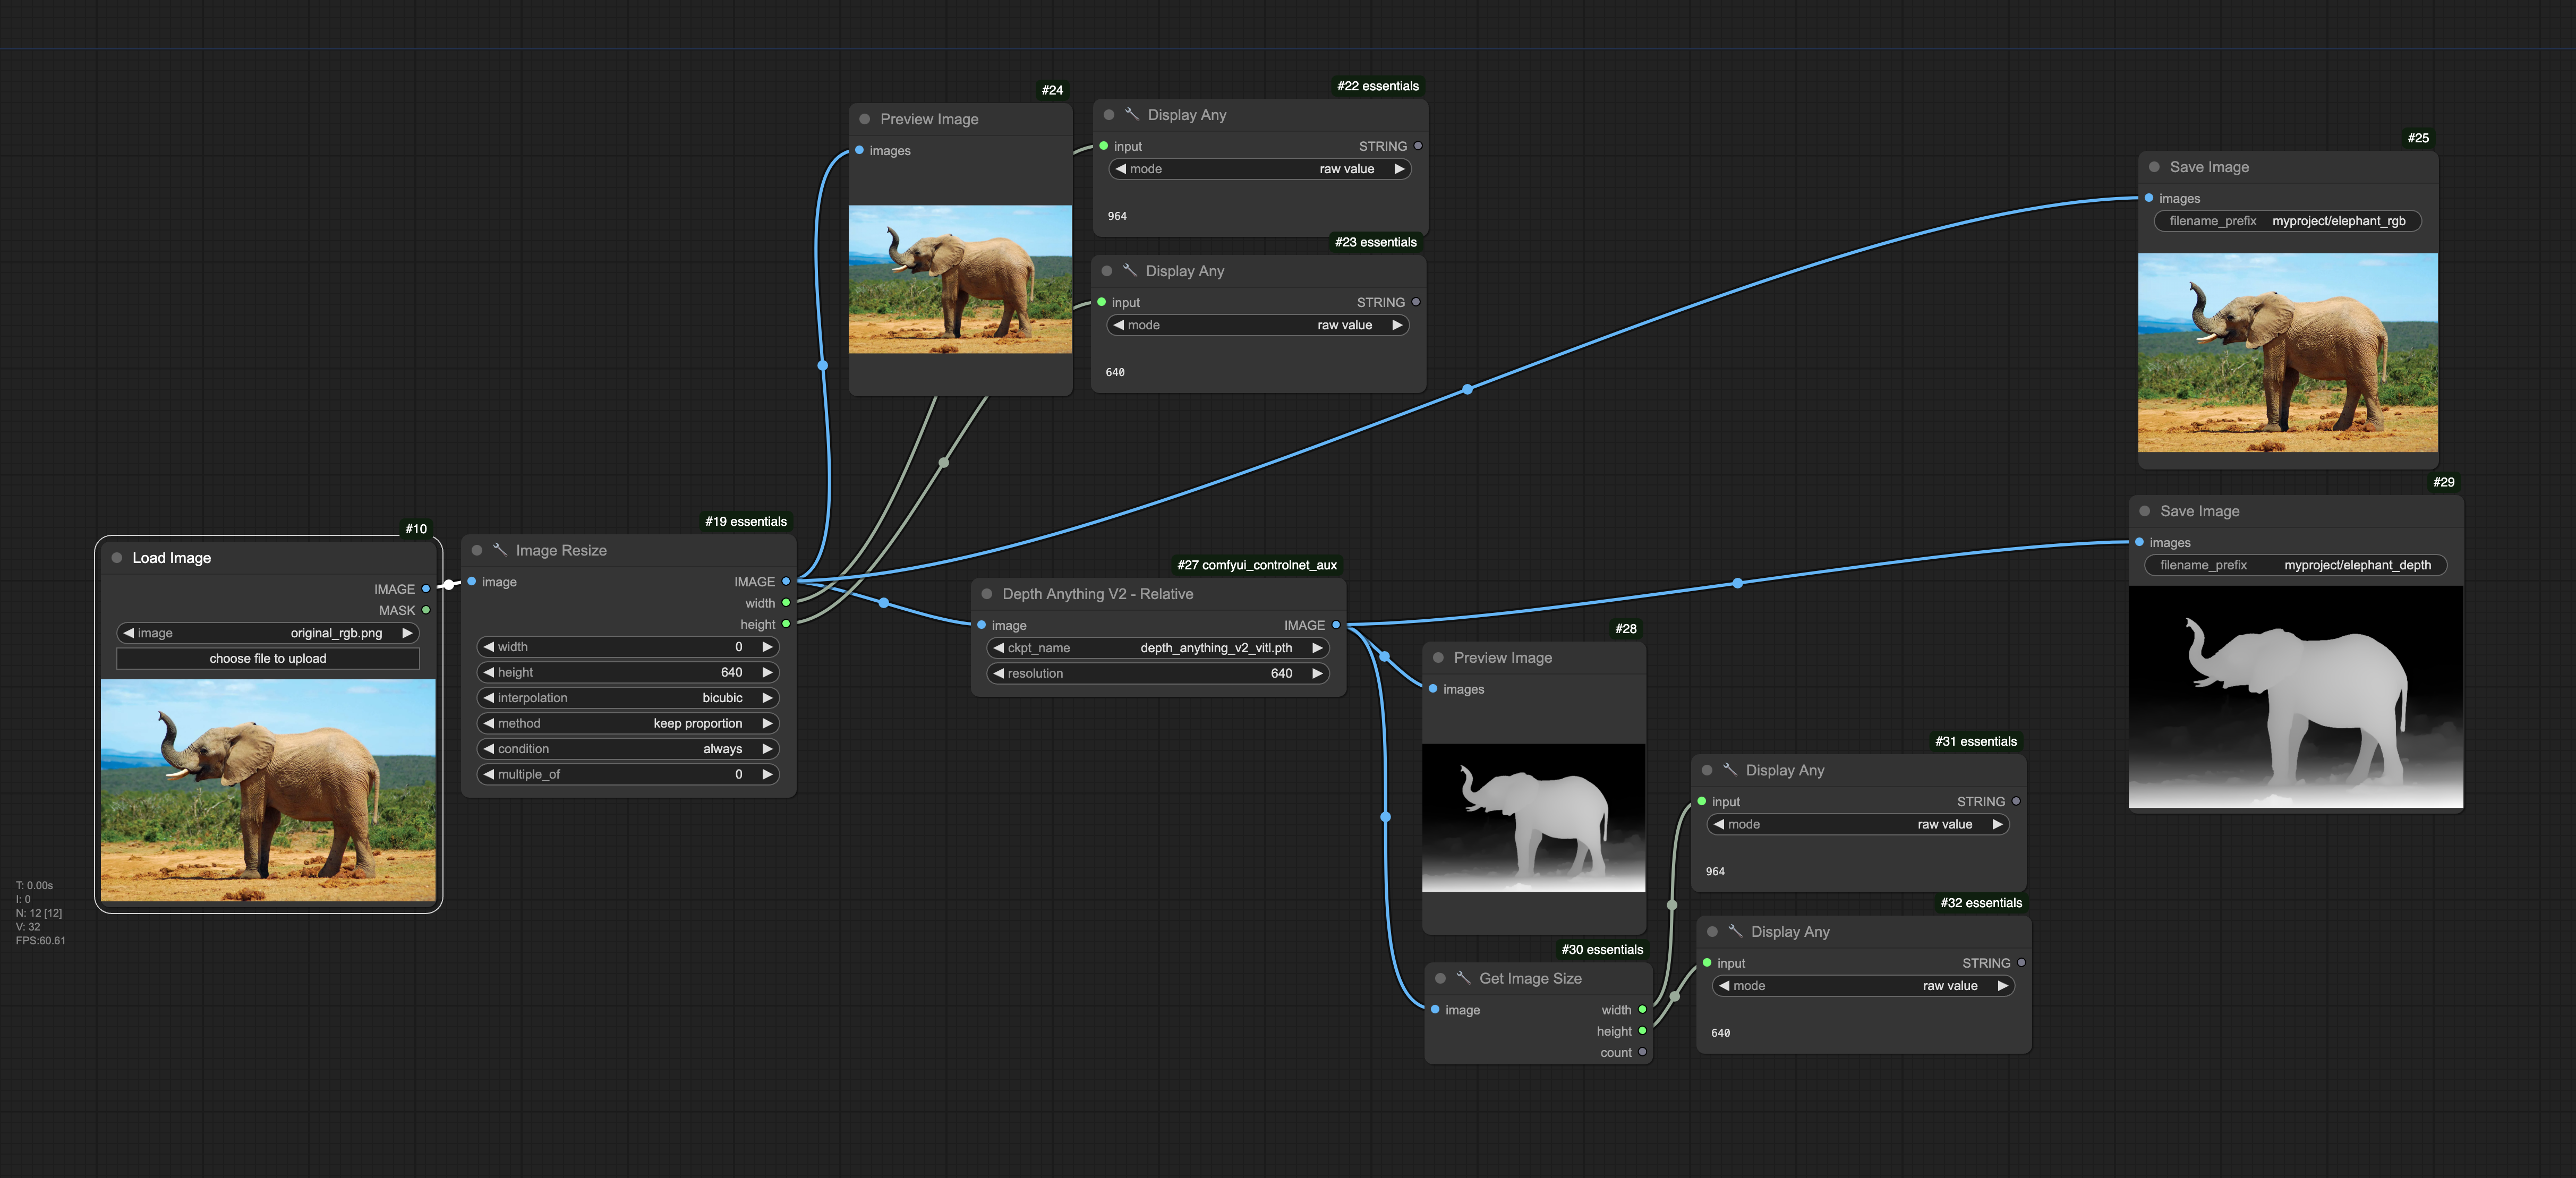 #24
Preview Image
images
#22 essentials
Display Any
input STRING
mode raw value
964
#23 essentials
Display Any
input STRING
mode raw value
640
#25
Save Image
images
filename_prefix myproject/elephant_rgb
#29
Save Image
images
filename_prefix myproject/elephant_depth
#10
Load Image
IMAGE
MASK
image original_rgb.png
choose file to upload
#19 essentials
Image Resize
image IMAGE
width
height
width 0
height 640
interpolation bicubic
method keep proportion
condition always
multiple_of 0
#27 comfyui_controlnet_aux
Depth Anything V2 - Relative
image IMAGE
ckpt_name depth_anything_v2_vitl.pth
resolution 640
#28
Preview Image
images
#31 essentials
Display Any
input STRING
mode raw value
964
#32 essentials
Display Any
input STRING
mode raw value
640
#30 essentials
Get Image Size
image width
height
count
T: 0.00s
I: 0
N: 12 [12]
V: 32
FPS:60.61